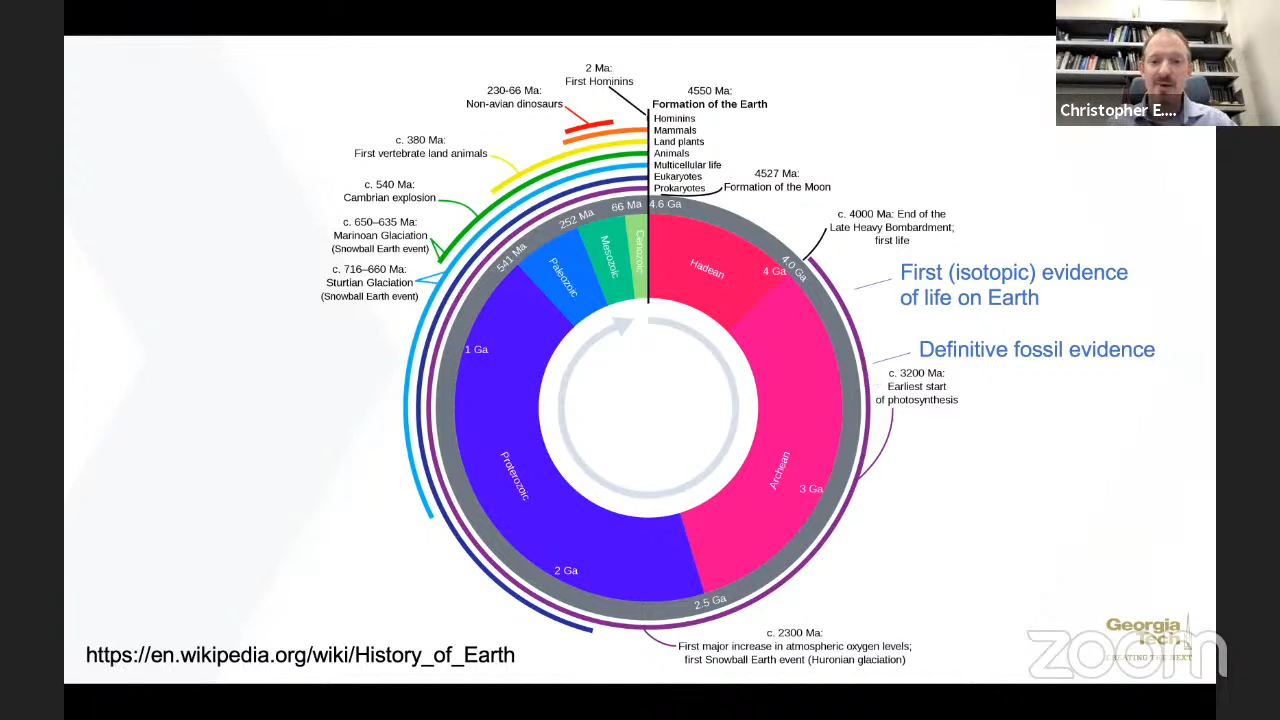 Christopher E....
2 Ma:
First Hominins
230-66 Ma:
Non-avian dinosaurs
4550 Ma:
Formation of the Earth
Hominins
Mammals
Land plants
Animals
Multicellular life
Eukaryotes
Prokaryotes
4527 Ma:
Formation of the Moon
c. 380 Ma:
First vertebrate land animals
c. 540 Ma:
Cambrian explosion
c. 650–635 Ma:
Marinoan Glaciation
(Snowball Earth event)
c. 716–660 Ma:
Sturtian Glaciation
(Snowball Earth event)
c. 4000 Ma: End of the
Late Heavy Bombardment;
first life
First (isotopic) evidence
of life on Earth
Definitive fossil evidence
c. 3200 Ma:
Earliest start
of photosynthesis
4.6 Ga
66 Ma
252 Ma
541 Ma
4.0 Ga
4 Ga
Hadean
Cenozoic
Mesozoic
Paleozoic
1 Ga
Proterozoic
Archean
3 Ga
2 Ga
2.5 Ga
c. 2300 Ma:
First major increase in atmospheric oxygen levels;
first Snowball Earth event (Huronian glaciation)
https://en.wikipedia.org/wiki/History_of_Earth
Georgia
Tech
CREATING THE NEXT
zoom